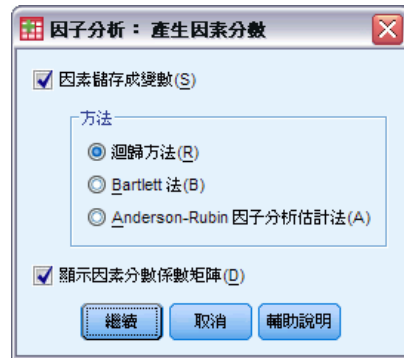 因子分析： 產生因素分數
因素儲存成變數(S)
方法
迴歸方法(R)
Bartlett 法(B)
Anderson-Rubin 因子分析估計法(A)
顯示因素分數係數矩陣(D)
繼續 取消 輔助說明